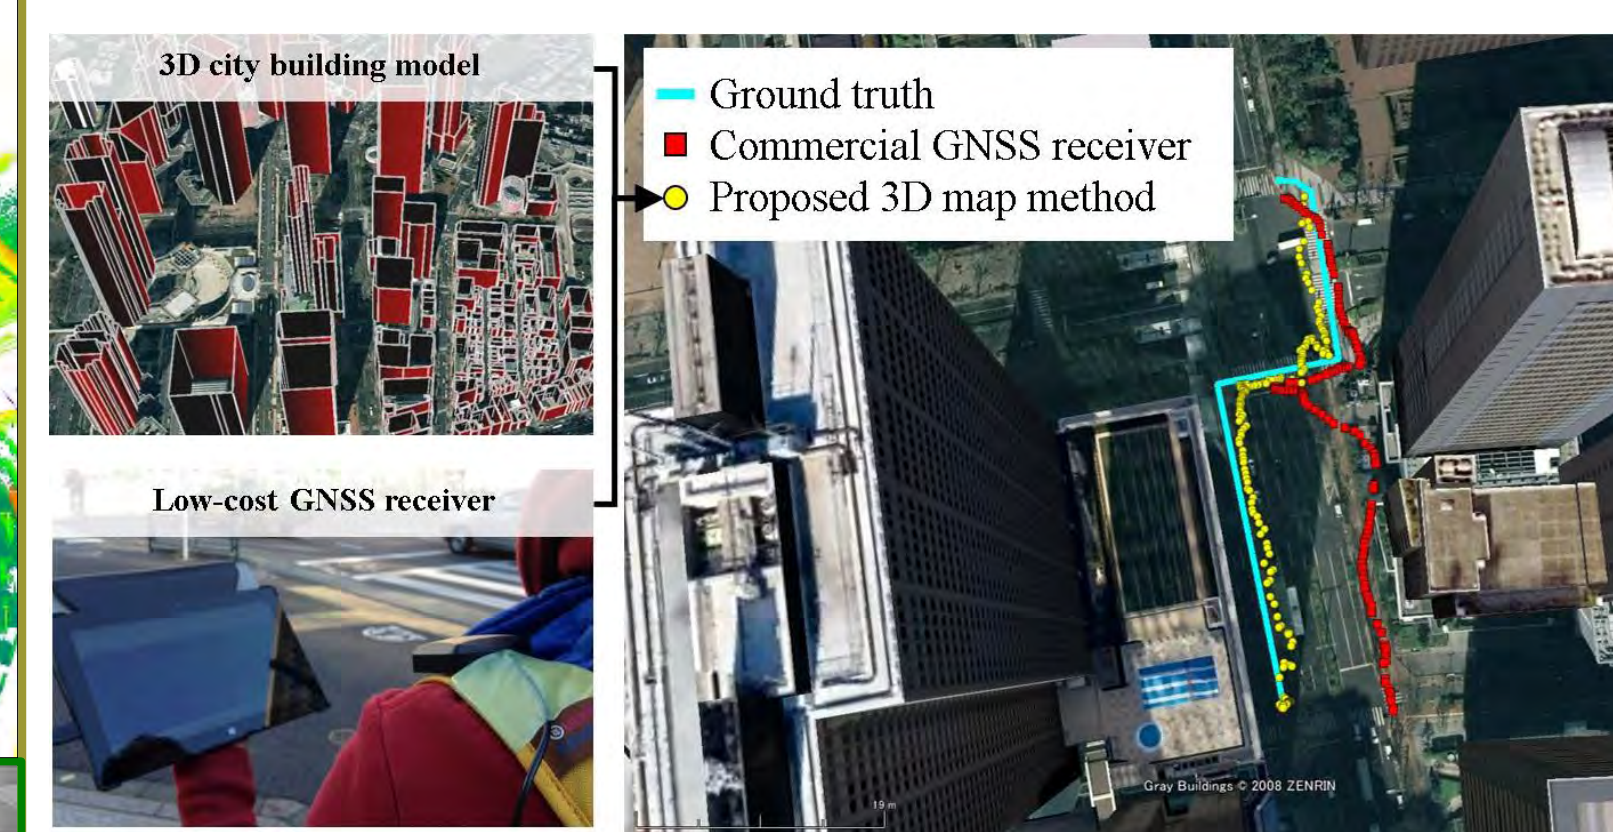 3D city building model
Low-cost GNSS receiver
Ground truth
Commercial GNSS receiver
Proposed 3D map method
Gray Buildings © 2008 ZENRIN
19 m